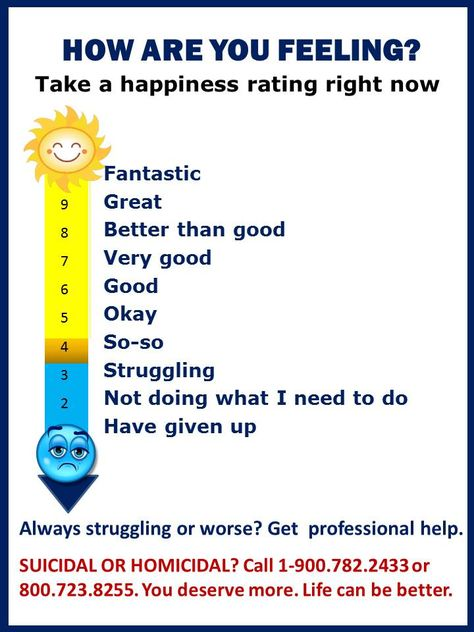 HOW ARE YOU FEELING?
Take a happiness rating right now
Fantastic
9 Great
8 Better than good
7 Very good
6 Good
5 Okay
4 So-so
3 Struggling
2 Not doing what I need to do
Have given up
Always struggling or worse? Get professional help.
SUICIDAL OR HOMICIDAL? Call 1-900.782.2433 or
800.723.8255. You deserve more. Life can be better.